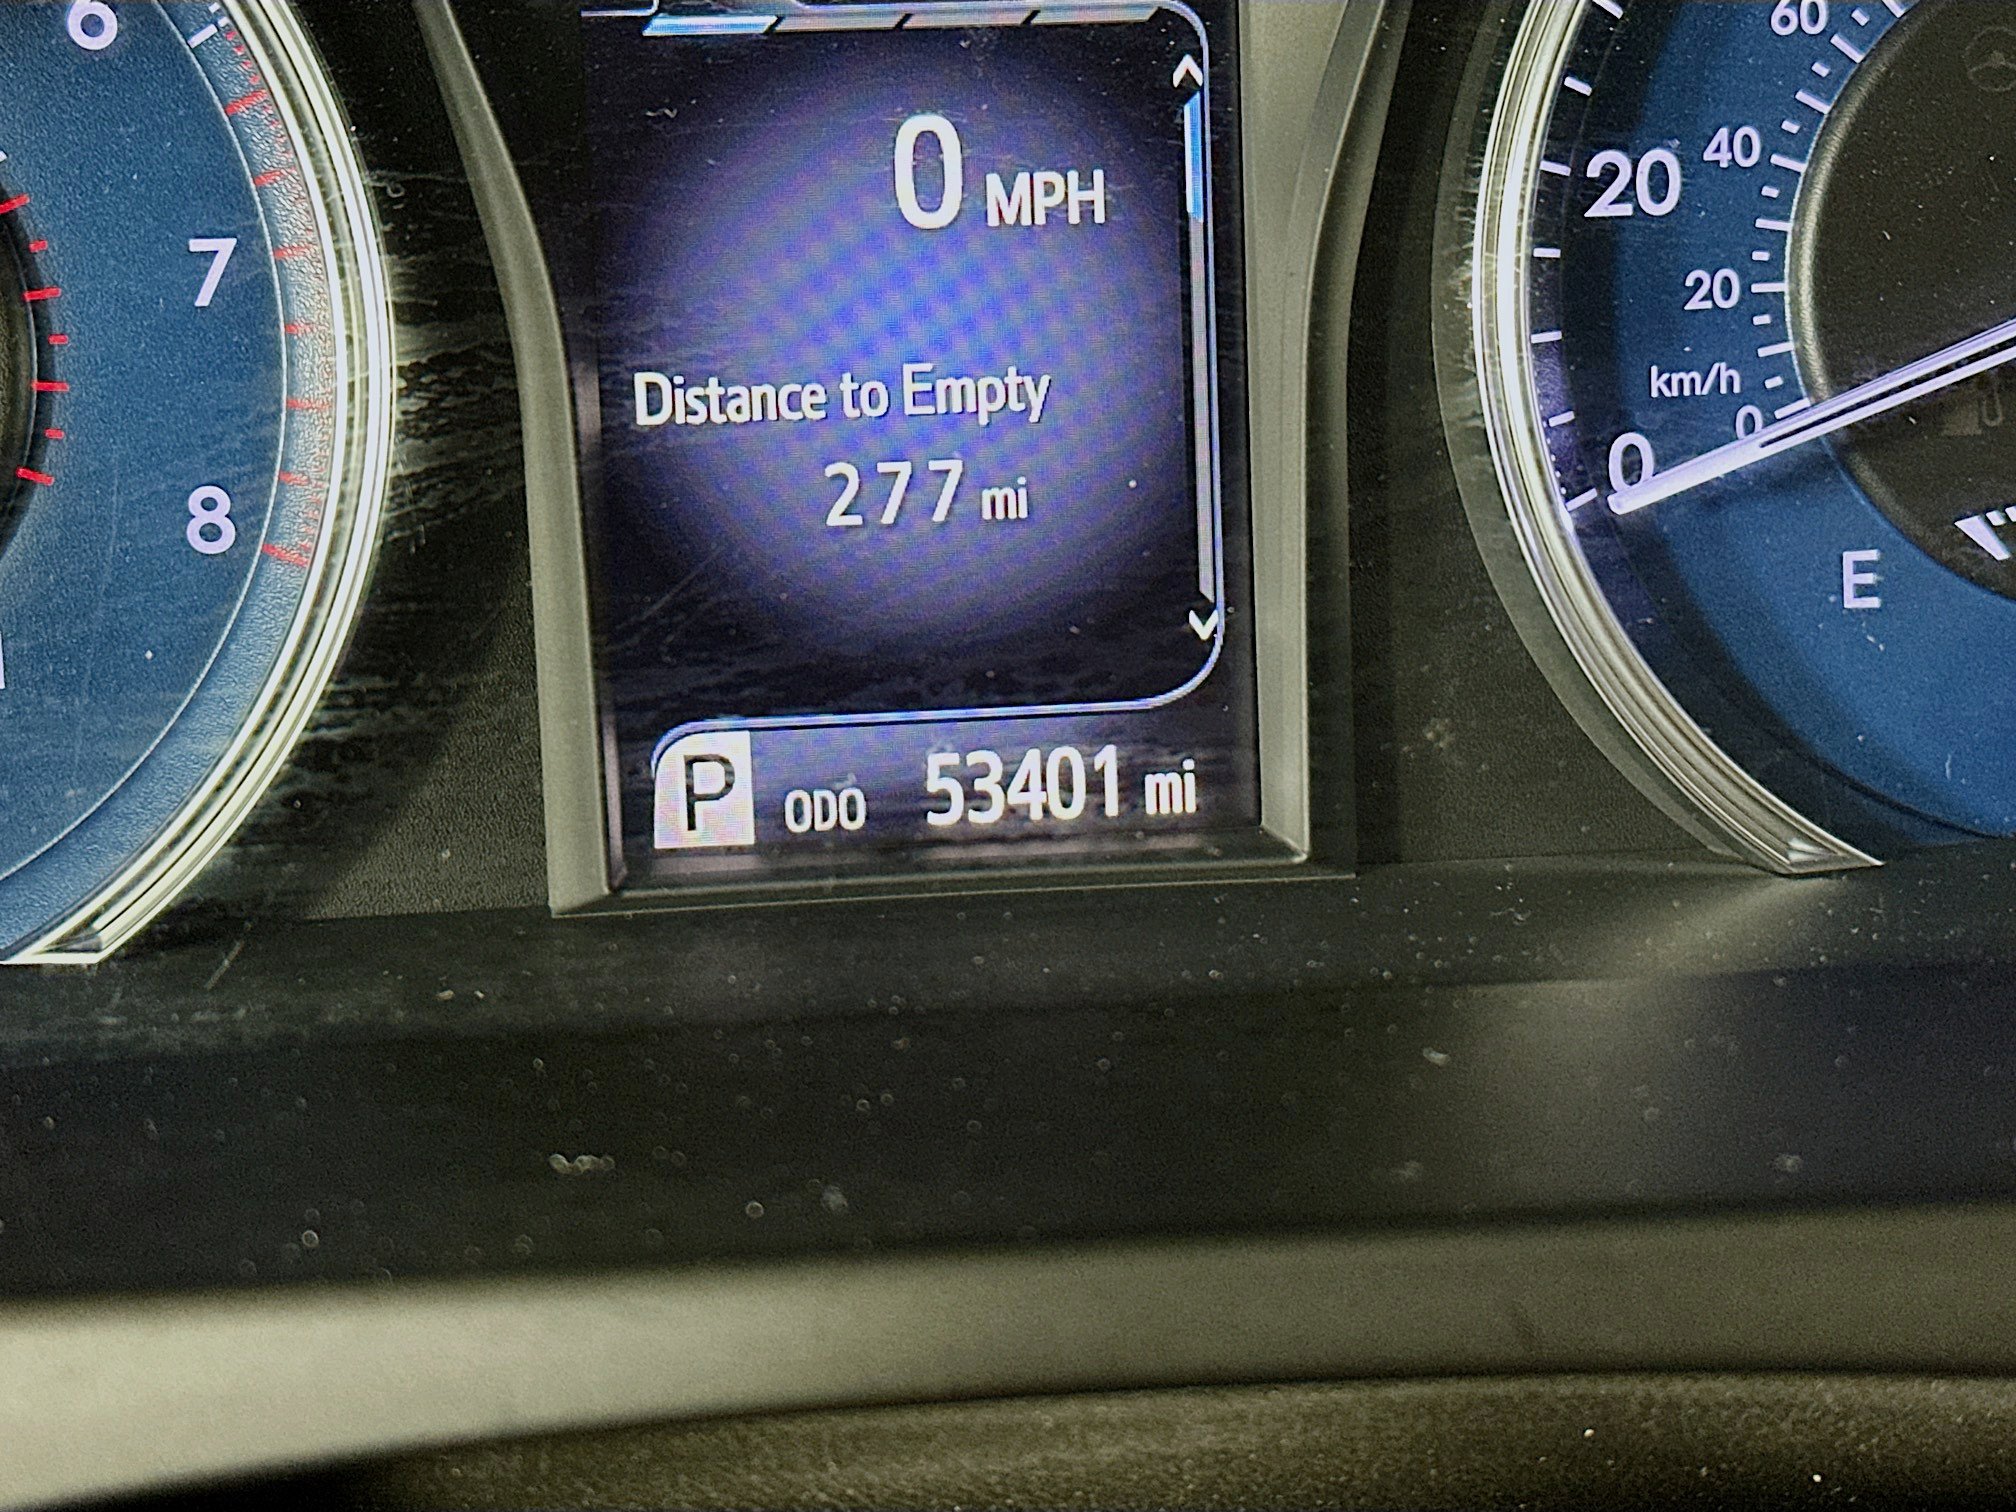 6
7
8
0 MPH
Distance to Empty
277 mi
P ODO 53401 mi
60
20 40
20
km/h
0 0
E